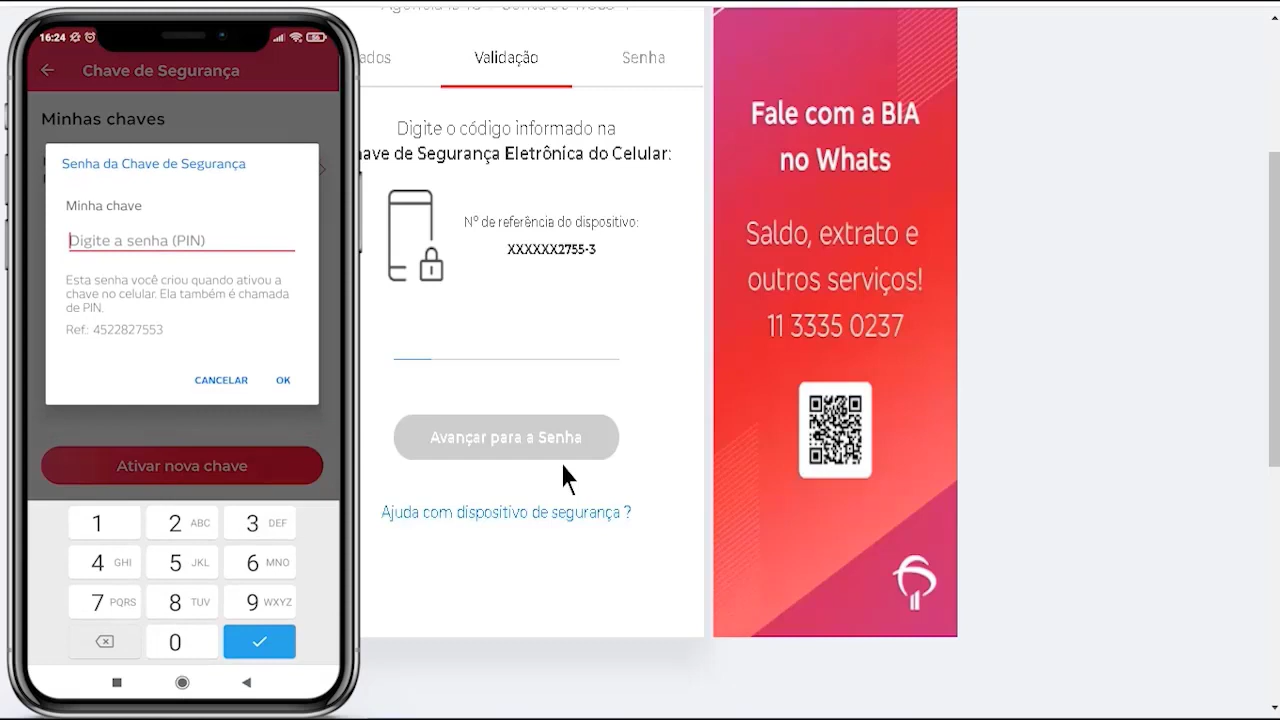 16:24
56
Chave de Segurança
Minhas chaves
Senha da Chave de Segurança
Minha chave
Digite a senha (PIN)
Esta senha você criou quando ativou a
chave no celular. Ela também é chamada
de PIN.
Ref.: 4522827553
CANCELAR OK
Ativar nova chave
1 2 ABC 3 DEF
4 GHI 5 JKL 6 MNO
7 PQRS 8 TUV 9 WXYZ
0
ados Validação Senha
Digite o código informado na
ave de Segurança Eletrônica do Celular:
Nº de referência do dispositivo:
XXXXXX2755-3
Avançar para a Senha
Ajuda com dispositivo de segurança ?
Fale com a BIA
no Whats
Saldo, extrato e
outros serviços!
11 3335 0237